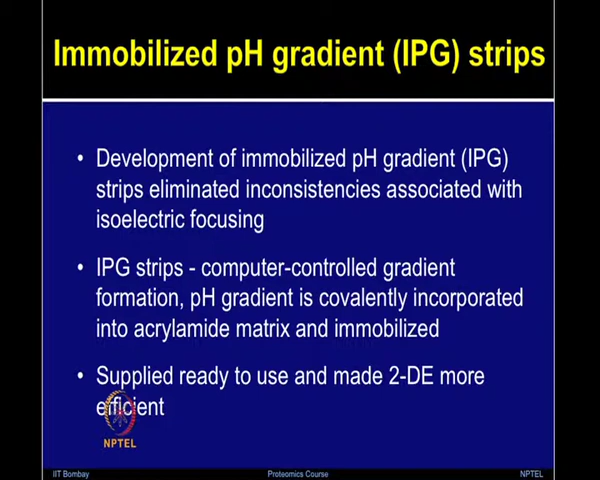 Immobilized pH gradient (IPG) strips
• Development of immobilized pH gradient (IPG)
strips eliminated inconsistencies associated with
isoelectric focusing
• IPG strips - computer-controlled gradient
formation, pH gradient is covalently incorporated
into acrylamide matrix and immobilized
• Supplied ready to use and made 2-DE more
efficient
NPTEL
IIT Bombay Proteomics Course NPTEL